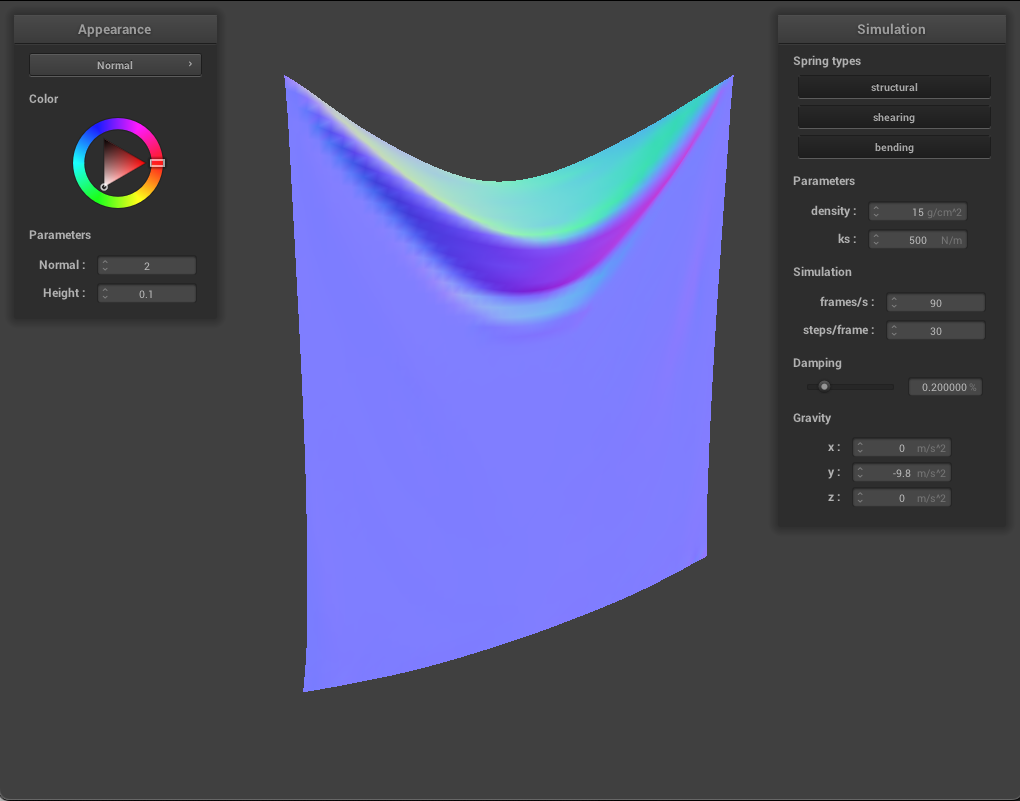 Appearance
Normal ›
Color
Parameters
Normal : 2
Height : 0.1
Simulation
Spring types
structural
shearing
bending
Parameters
density : 15 g/cm^2
ks : 500 N/m
Simulation
frames/s : 90
steps/frame : 30
Damping
0.200000 %
Gravity
x : 0 m/s^2
y : -9.8 m/s^2
z : 0 m/s^2